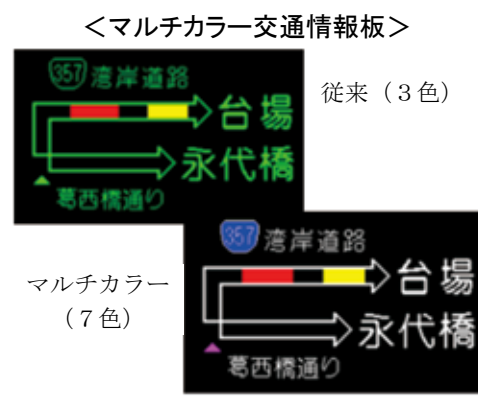 ＜マルチカラー交通情報板＞
357 湾岸道路
従来（３色）
台場
永代橋
葛西橋通り
357 湾岸道路
マルチカラー
（７色）
台場
永代橋
葛西橋通り